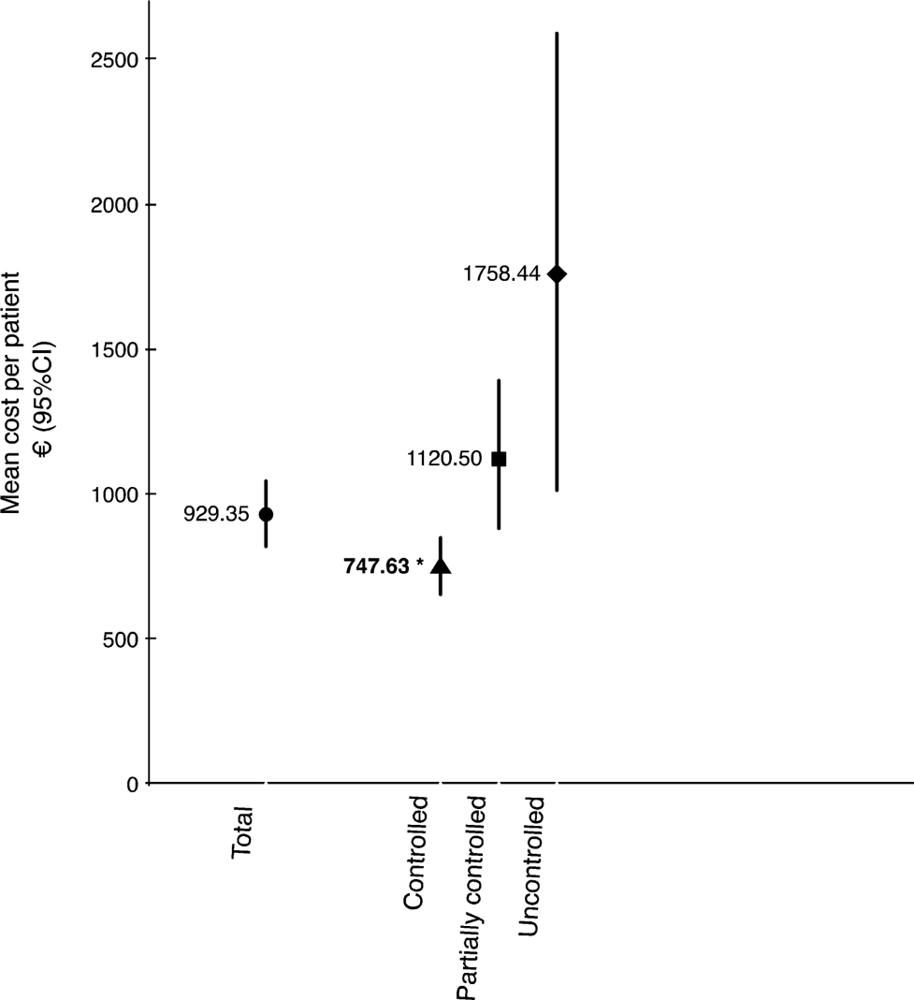 Mean cost per patient
€ (95%CI)
2500
2000
1500
1000
500
0
1758.44
1120.50
929.35
747.63 *
Total
Controlled
Partially controlled
Uncontrolled